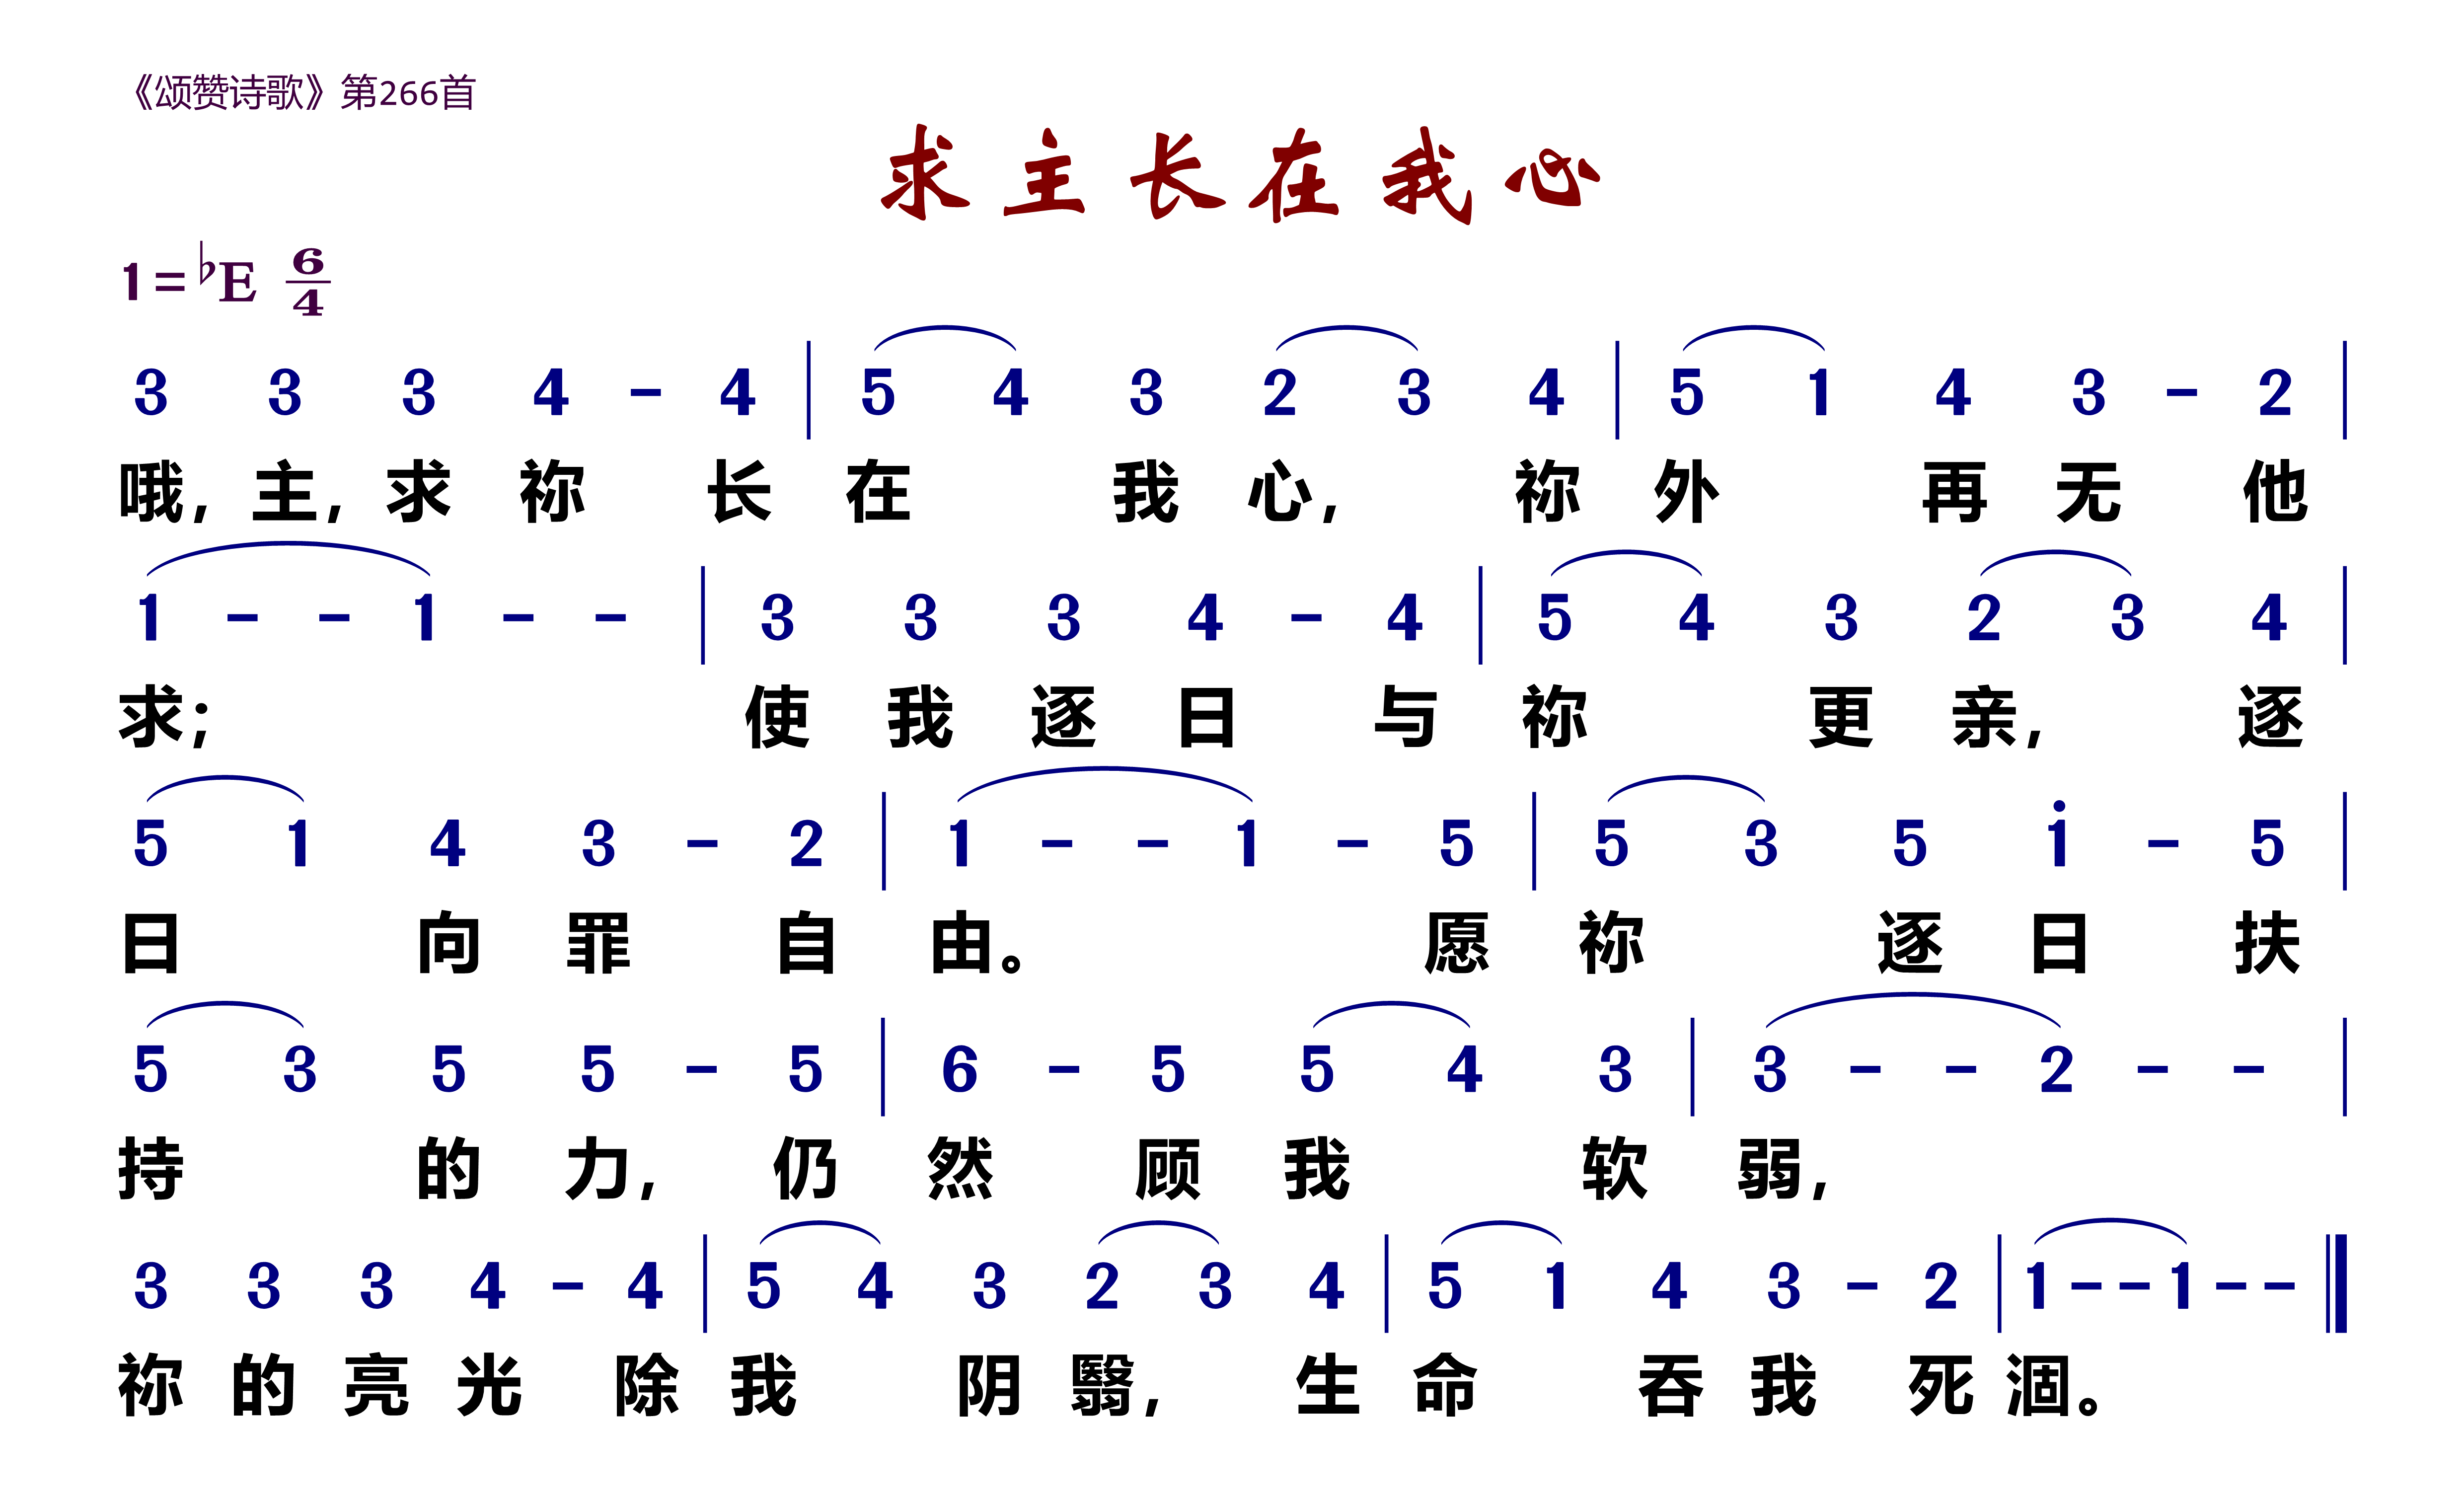 《颂赞诗歌》第266首
求主长在我心
1=♭E 6/4
3 3 3 4 - 4 | 5 4 3 2 3 4 | 5 1 4 3 - 2 |
哦, 主, 求 祢 长 在 我 心, 祢 外 再 无 他
1 - - 1 - - | 3 3 3 4 - 4 | 5 4 3 2 3 4 |
求; 使 我 逐 日 与 祢 更 亲, 逐
5 1 4 3 - 2 | 1 - - 1 - 5 | 5 3 5 i - 5 |
日 向 罪 自 由。 愿 祢 逐 日 扶
5 3 5 5 - 5 | 6 - 5 5 4 3 | 3 - - 2 - - |
持 的 力, 仍 然 顾 我 软 弱,
3 3 3 4 - 4 | 5 4 3 2 3 4 | 5 1 4 3 - 2 | 1 - - 1 - - ‖
祢 的 亮 光 除 我 阴 翳, 生 命 吞 我 死 涸。